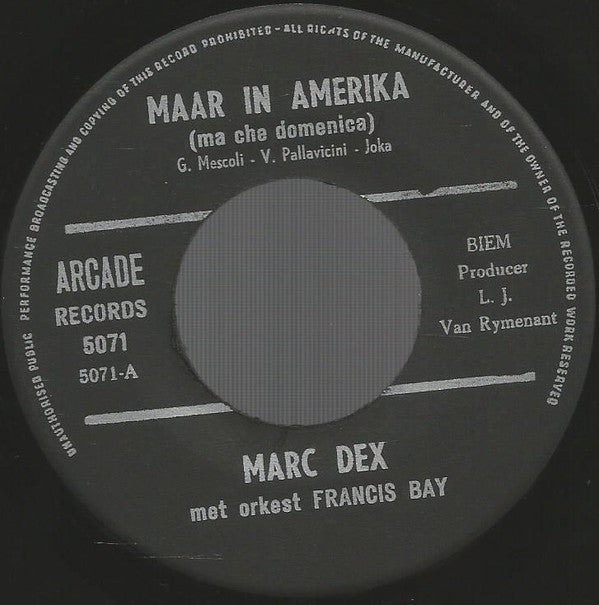 UNAUTHORISED PUBLIC PERFORMANCE BROADCASTING AND COPYING OF THIS RECORD PROHIBITED - ALL RIGHTS OF THE MANUFACTURER AND OF THE OWNER OF THE RECORDED WORK RESERVED
MAAR IN AMERIKA
(ma che domenica)
G. Mescoli - V. Pallavicini - Joka
ARCADE
RECORDS
5071
5071-A
BIEM
Producer
L. J.
Van Rymenant
MARC DEX
met orkest FRANCIS BAY